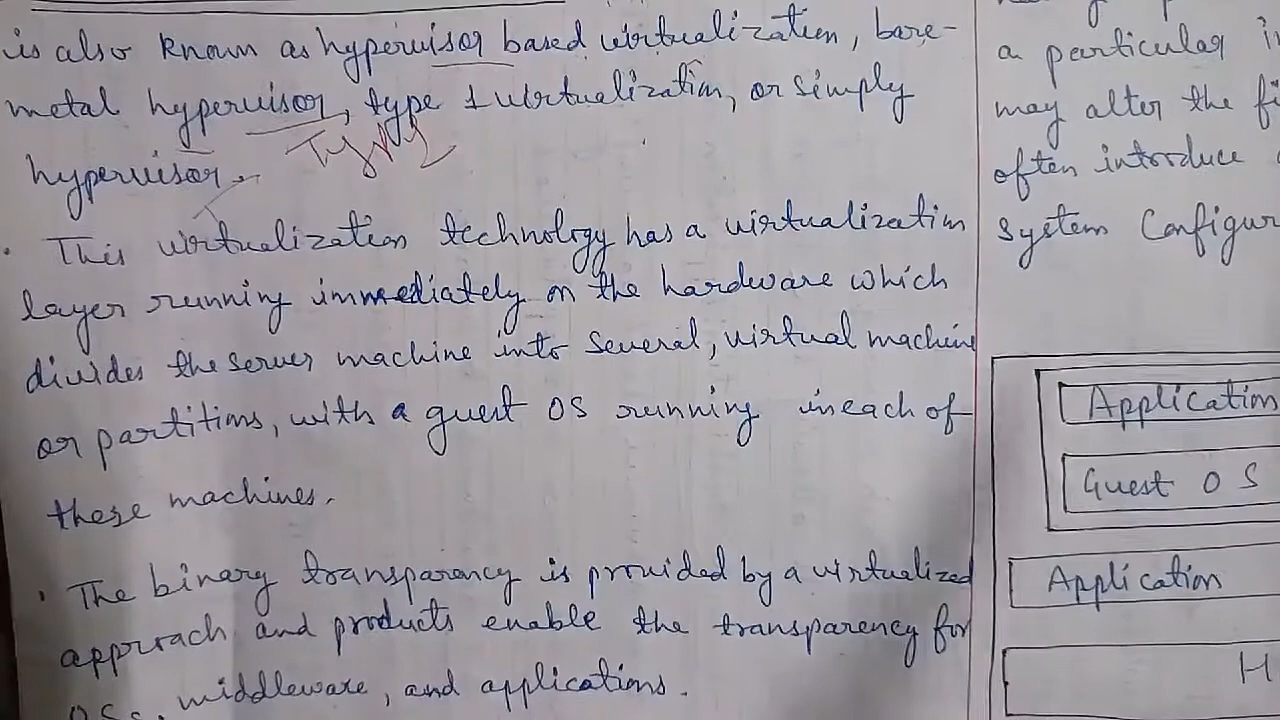 is also known as hypervisor based virtualization, bare-
metal hypervisor, type 1 virtualization, or simply
hypervisor.
This virtualization technology has a virtualization
layer running immediately on the hardware which
divides the server machine into several, virtual machine
or partitions, with a guest OS running in each of
these machines.
• The binary transparency is provided by a virtualized
approach and products enable the transparency for
OSs, middleware, and applications.
a particular i
may alter the fi
often introduce
System Configur
Application
Guest OS
Application
H